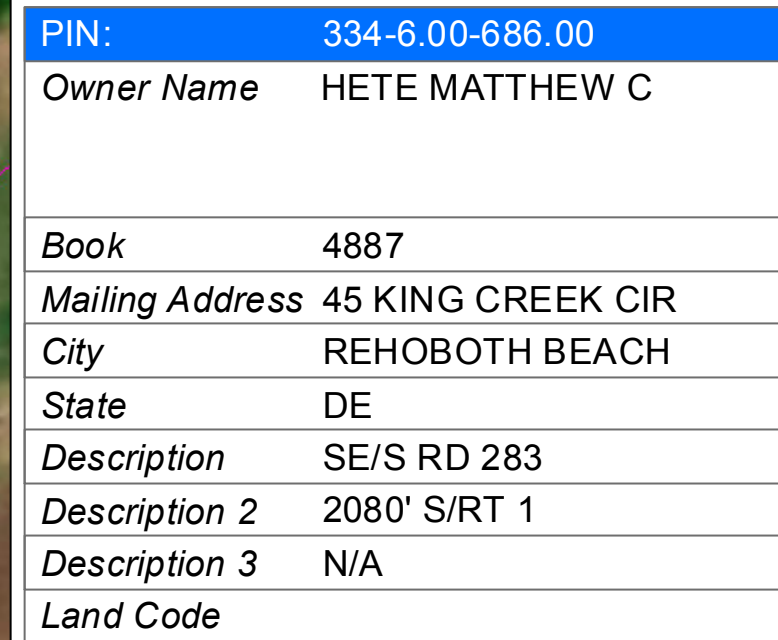 PIN: 334-6.00-686.00
Owner Name HETE MATTHEW C
Book 4887
Mailing Address 45 KING CREEK CIR
City REHOBOTH BEACH
State DE
Description SE/S RD 283
Description 2 2080' S/RT 1
Description 3 N/A
Land Code